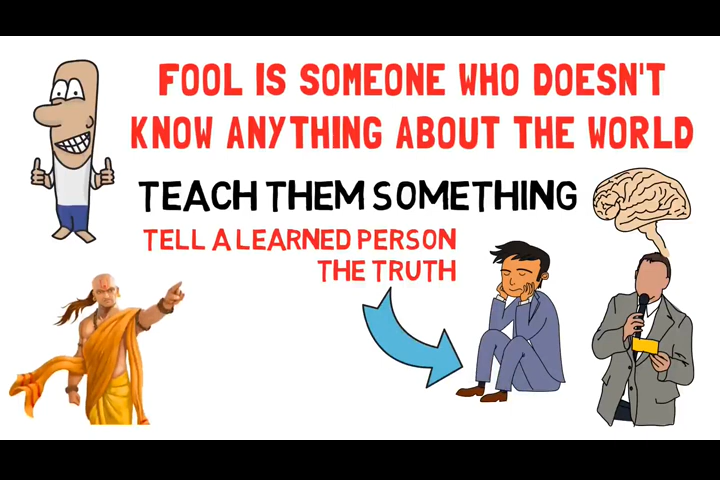 FOOL IS SOMEONE WHO DOESN'T
KNOW ANYTHING ABOUT THE WORLD
TEACH THEM SOMETHING
TELL A LEARNED PERSON
THE TRUTH